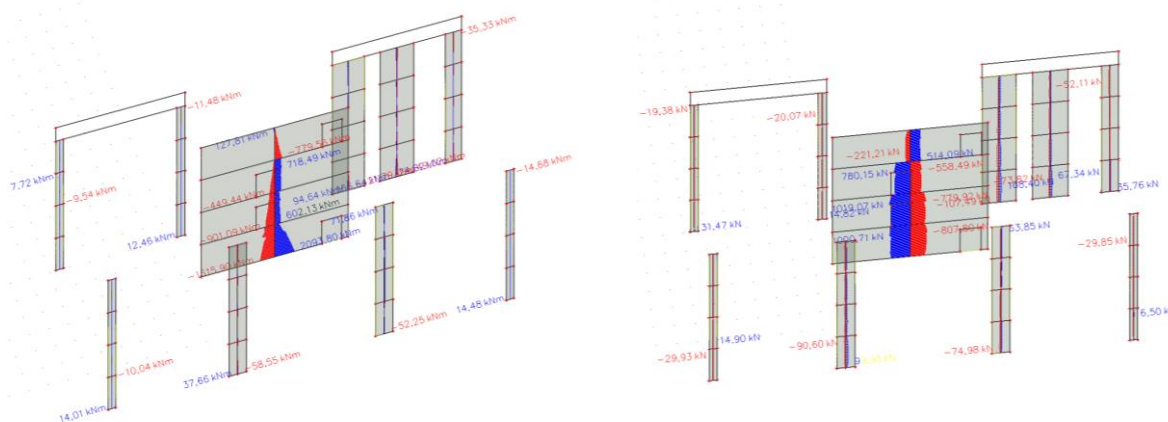 -35,33 kNm
-11,48 kNm
127,81 kNm
-779,55 kNm
718,49 kNm
7,72 kNm
-9,54 kNm
-449,44 kNm
94,64 kNm
602,13 kNm
-14,68 kNm
12,46 kNm
-901,09 kNm
71,86 kNm
2093,80 kNm
14,48 kNm
-52,25 kNm
-10,04 kNm
37,66 kNm
-58,55 kNm
14,01 kNm
-52,11 kN
-19,38 kN
-20,07 kN
-221,21 kN
514,09 kN
-558,49 kN
780,15 kN
67,34 kN
35,76 kN
1019,07 kN
14,82 kN
-107,49 kN
31,47 kN
-807,80 kN
53,85 kN
-29,85 kN
6,50 kN
14,90 kN
-29,93 kN
-90,60 kN
-74,98 kN